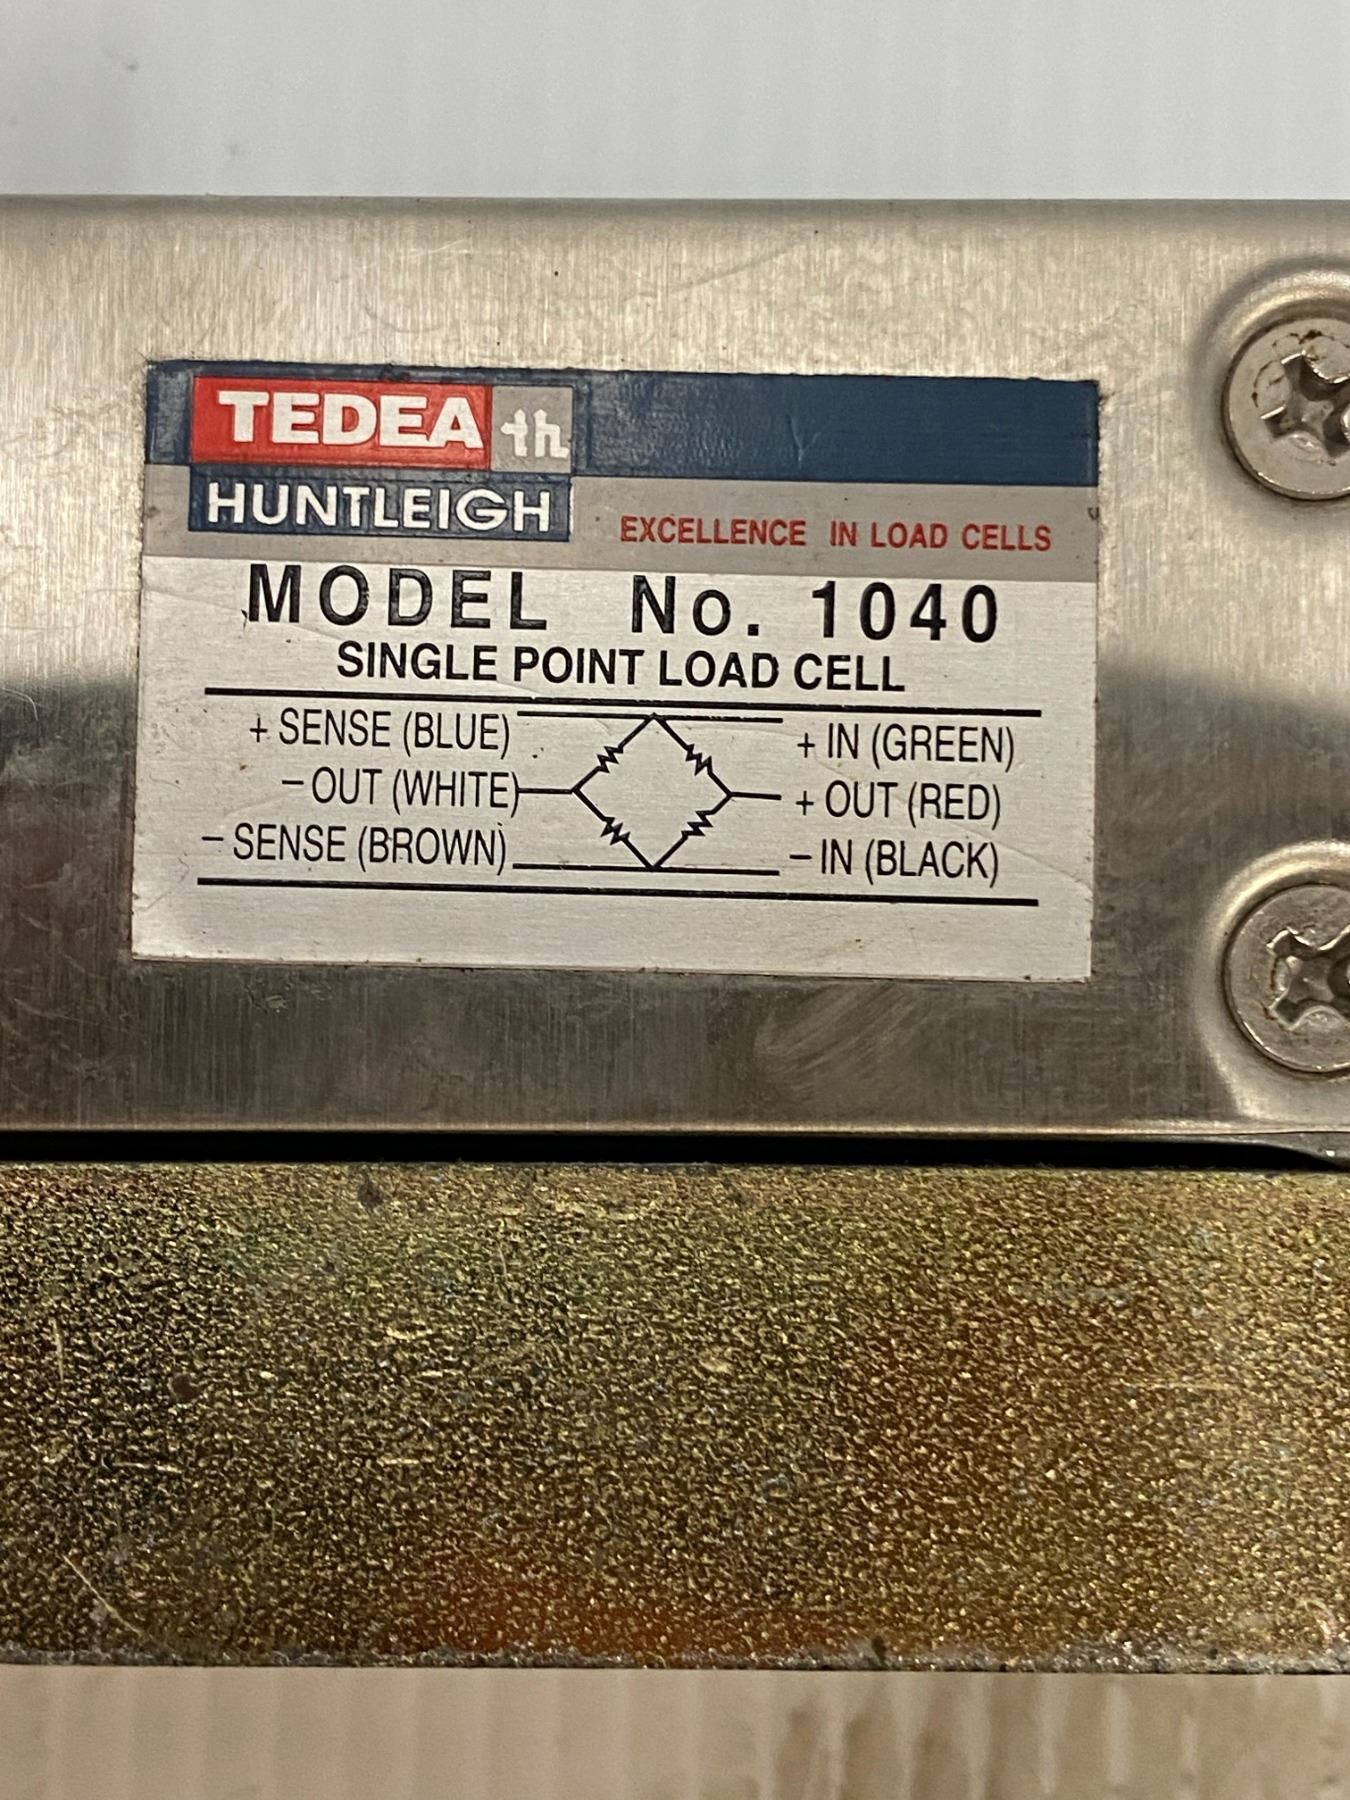 TEDEA th
HUNTLEIGH
EXCELLENCE IN LOAD CELLS
MODEL No. 1040
SINGLE POINT LOAD CELL
+ SENSE (BLUE) + IN (GREEN)
– OUT (WHITE) + OUT (RED)
– SENSE (BROWN) – IN (BLACK)